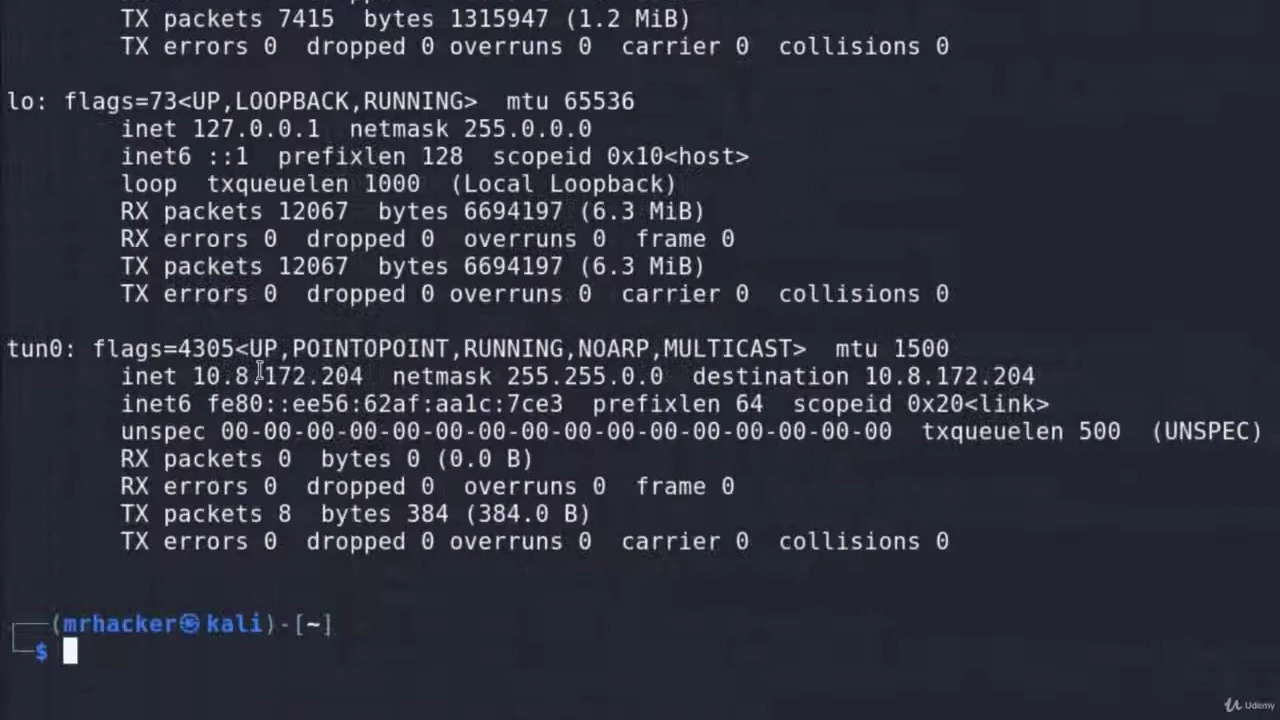 TX packets 7415  bytes 1315947 (1.2 MiB)
TX errors 0  dropped 0 overruns 0  carrier 0  collisions 0
lo: flags=73<UP,LOOPBACK,RUNNING>  mtu 65536
inet 127.0.0.1  netmask 255.0.0.0
inet6 ::1  prefixlen 128  scopeid 0x10<host>
loop  txqueuelen 1000  (Local Loopback)
RX packets 12067  bytes 6694197 (6.3 MiB)
RX errors 0  dropped 0  overruns 0  frame 0
TX packets 12067  bytes 6694197 (6.3 MiB)
TX errors 0  dropped 0 overruns 0  carrier 0  collisions 0
tun0: flags=4305<UP,POINTOPOINT,RUNNING,NOARP,MULTICAST>  mtu 1500
inet 10.8.172.204  netmask 255.255.0.0  destination 10.8.172.204
inet6 fe80::ee56:62af:aa1c:7ce3  prefixlen 64  scopeid 0x20<link>
unspec 00-00-00-00-00-00-00-00-00-00-00-00-00-00-00-00  txqueuelen 500  (UNSPEC)
RX packets 0  bytes 0 (0.0 B)
RX errors 0  dropped 0  overruns 0  frame 0
TX packets 8  bytes 384 (384.0 B)
TX errors 0  dropped 0 overruns 0  carrier 0  collisions 0
┌──(mrhacker㉿kali)-[~]
└─$
Udemy